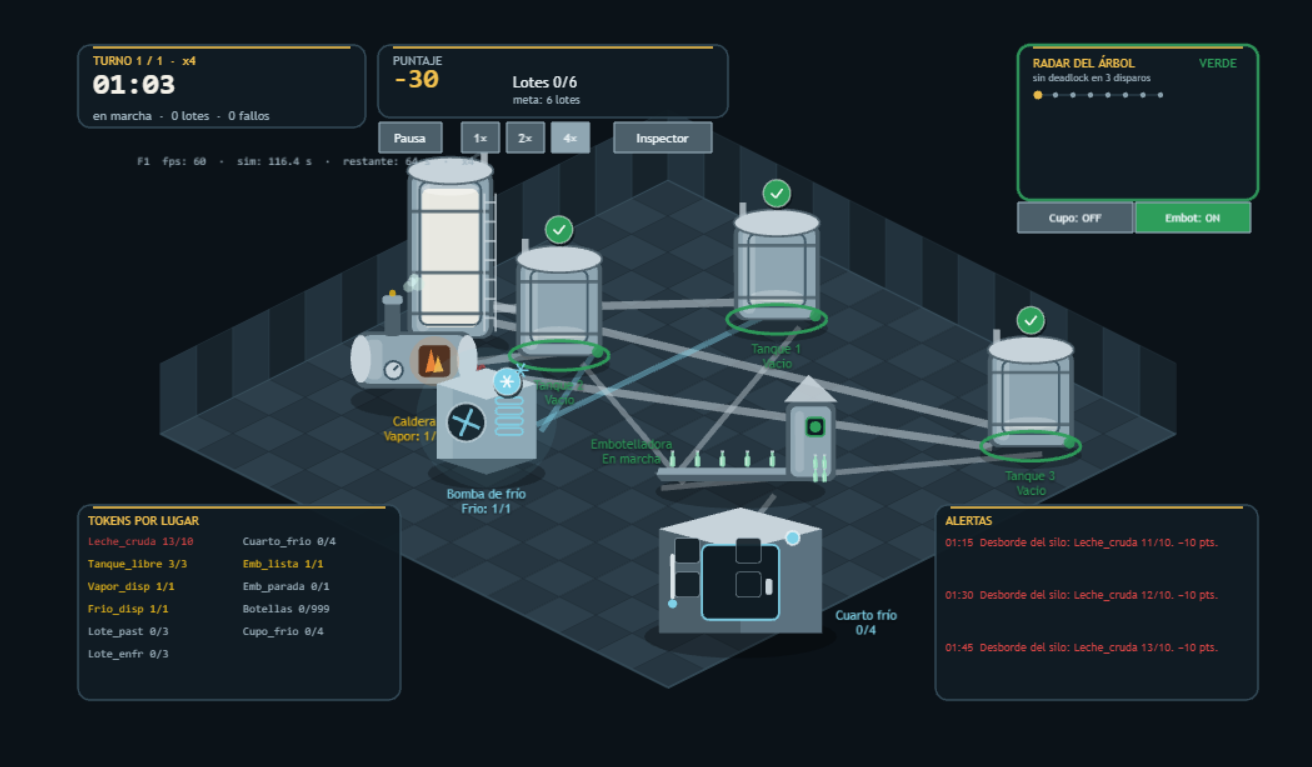 TURNO 1 / 1 · x4
01:03
en marcha · 0 lotes · 0 fallos
PUNTAJE
-30
Lotes 0/6
meta: 6 lotes
RADAR DEL ÁRBOL
VERDE
sin deadlock en 3 disparos
Pausa
1×
2×
4×
Inspector
F1 fps: 60 · sim: 116.4 s · restante: 64
Cupo: OFF
Embot: ON
Tanque 1
Vacío
Vacío
Caldera
Vapor: 1/
Embotelladora
En marcha
Tanque 3
Vacío
Bomba de frío
Frío: 1/1
Cuarto frío
0/4
TOKENS POR LUGAR
Leche_cruda 13/10
Tanque_libre 3/3
Vapor_disp 1/1
Frio_disp 1/1
Lote_past 0/3
Lote_enfr 0/3
Cuarto_frio 0/4
Emb_lista 1/1
Emb_parada 0/1
Botellas 0/999
Cupo_frio 0/4
ALERTAS
01:15 Desborde del silo: Leche_cruda 11/10. -10 pts.
01:30 Desborde del silo: Leche_cruda 12/10. -10 pts.
01:45 Desborde del silo: Leche_cruda 13/10. -10 pts.